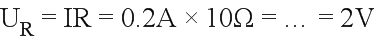 U_R = IR = 0.2A × 10Ω = ... = 2V